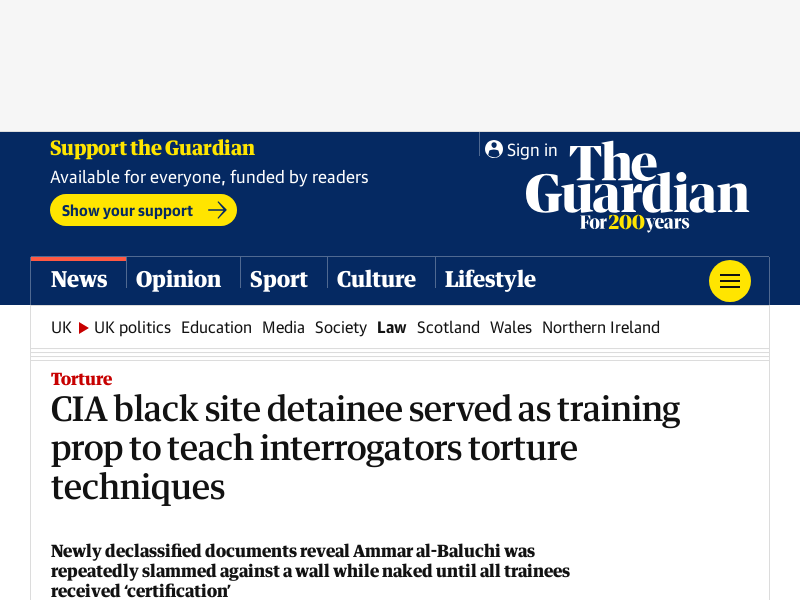 Support the Guardian
Available for everyone, funded by readers
Show your support
Sign in
The
Guardian
For 200 years
News Opinion Sport Culture Lifestyle
UK UK politics Education Media Society Law Scotland Wales Northern Ireland
Torture
CIA black site detainee served as training
prop to teach interrogators torture
techniques
Newly declassified documents reveal Ammar al-Baluchi was
repeatedly slammed against a wall while naked until all trainees
received ‘certification’